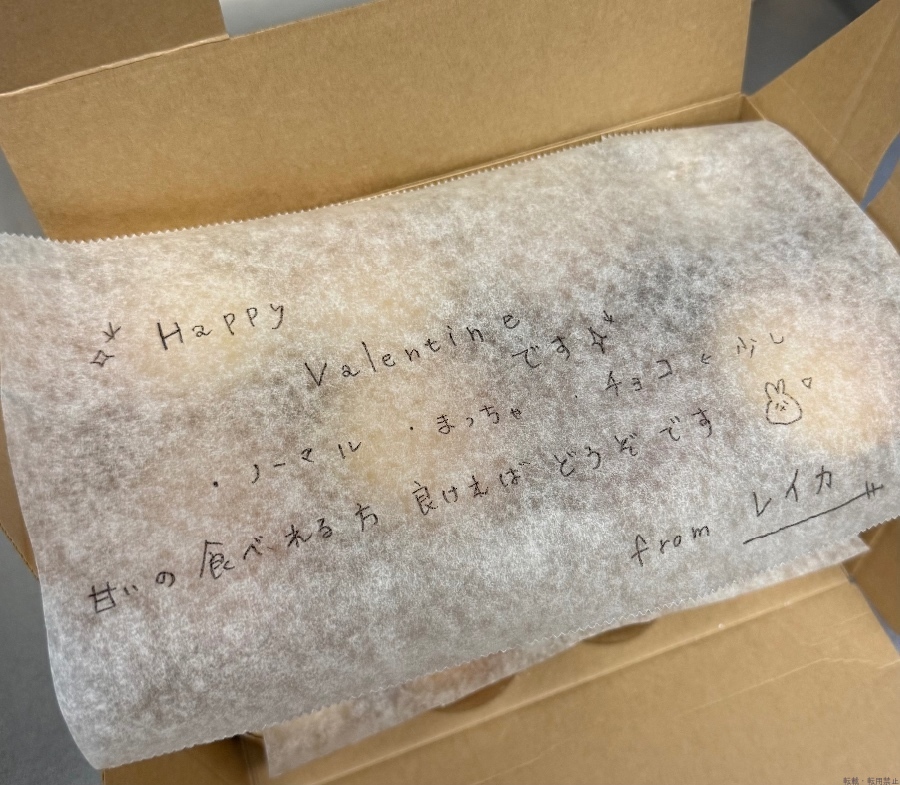 Happy
Valentineです
・ノーマル ・まっちゃ ・チョコ←少し
甘いの食べれる方 良ければ どうぞです
from レイカ
転載・転用禁止